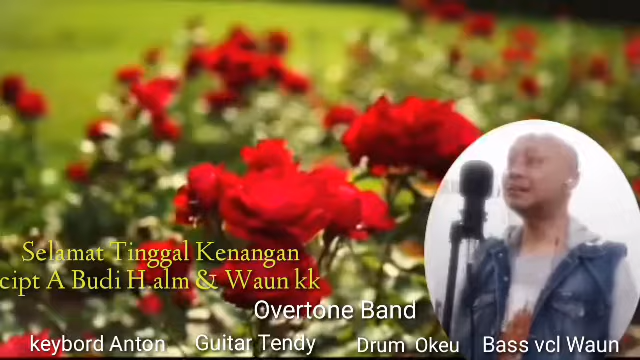 Selamat Tinggal Kenangan
cipt A Budi H alm & Waun kk
Overtone Band
keybord Anton Guitar Tendy Drum Okeu Bass vcl Waun